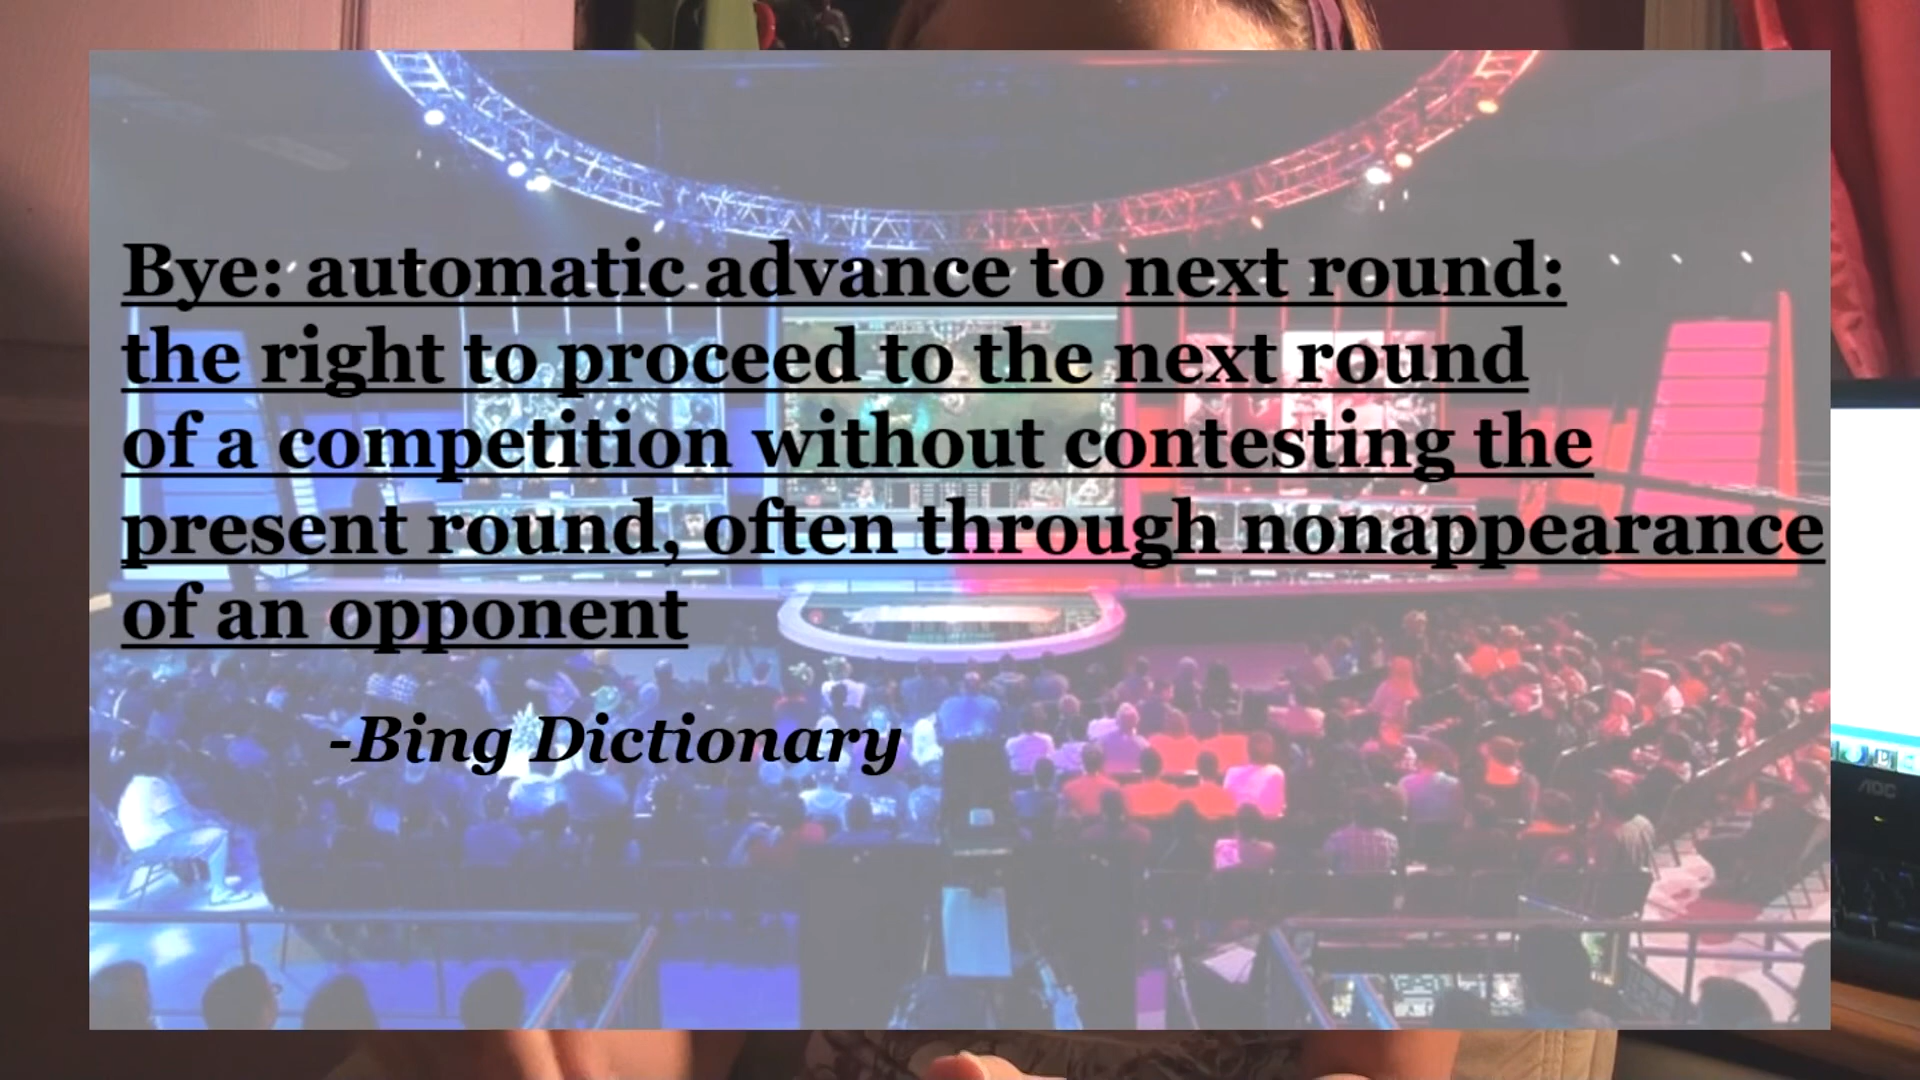 Bye: automatic advance to next round:
the right to proceed to the next round
of a competition without contesting the
present round, often through nonappearance
of an opponent
-Bing Dictionary
AOC